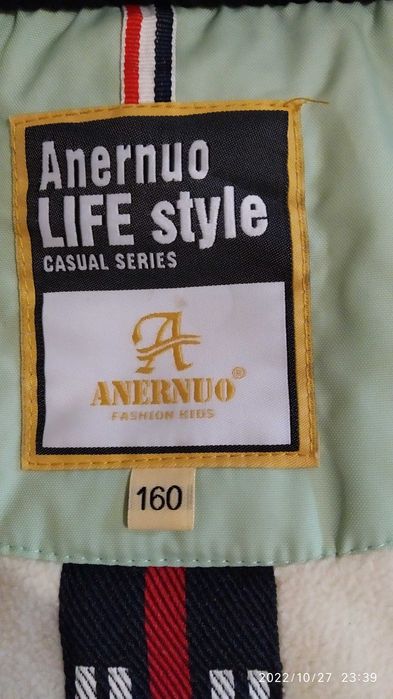 Anernuo
LIFE style
CASUAL SERIES
A
ANERNUO®
FASHION KIDS
160
2022/10/27 23:39